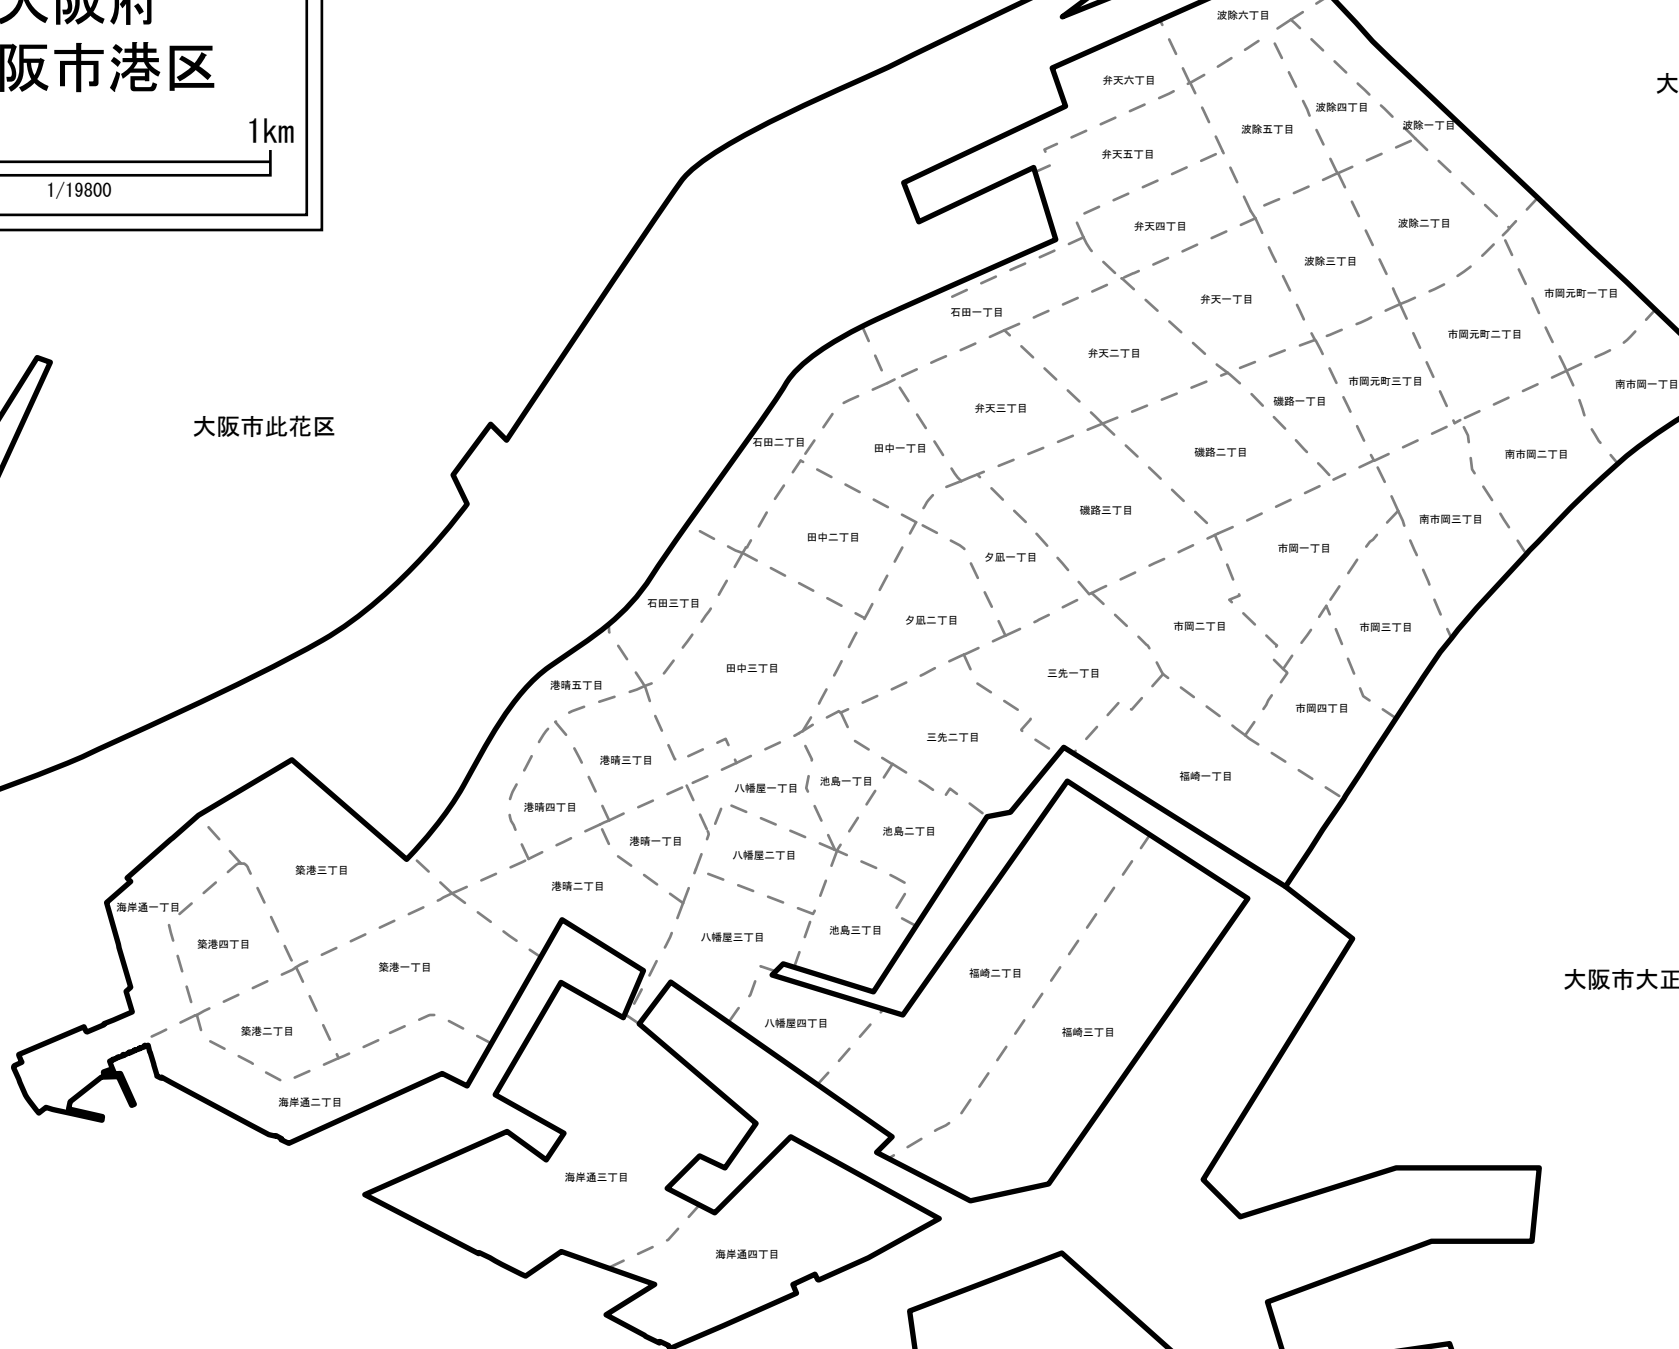 大阪府
阪市港区
1km
1/19800
波除六丁目
大
弁天六丁目
波除四丁目
波除一丁目
波除五丁目
弁天五丁目
波除二丁目
弁天四丁目
波除三丁目
市岡元町一丁目
弁天一丁目
石田一丁目
市岡元町二丁目
弁天二丁目
市岡元町三丁目
南市岡一丁目
磯路一丁目
弁天三丁目
大阪市此花区
石田二丁目
田中一丁目
磯路二丁目
南市岡二丁目
磯路三丁目
南市岡三丁目
田中二丁目
市岡一丁目
夕凪一丁目
石田三丁目
夕凪二丁目
市岡二丁目
市岡三丁目
田中三丁目
三先一丁目
港晴五丁目
市岡四丁目
三先二丁目
港晴三丁目
福崎一丁目
池島一丁目
八幡屋一丁目
港晴四丁目
池島二丁目
港晴一丁目
八幡屋二丁目
築港三丁目
港晴二丁目
海岸通一丁目
池島三丁目
八幡屋三丁目
築港四丁目
築港一丁目
福崎二丁目
大阪市大正
八幡屋四丁目
築港二丁目
福崎三丁目
海岸通二丁目
海岸通三丁目
海岸通四丁目